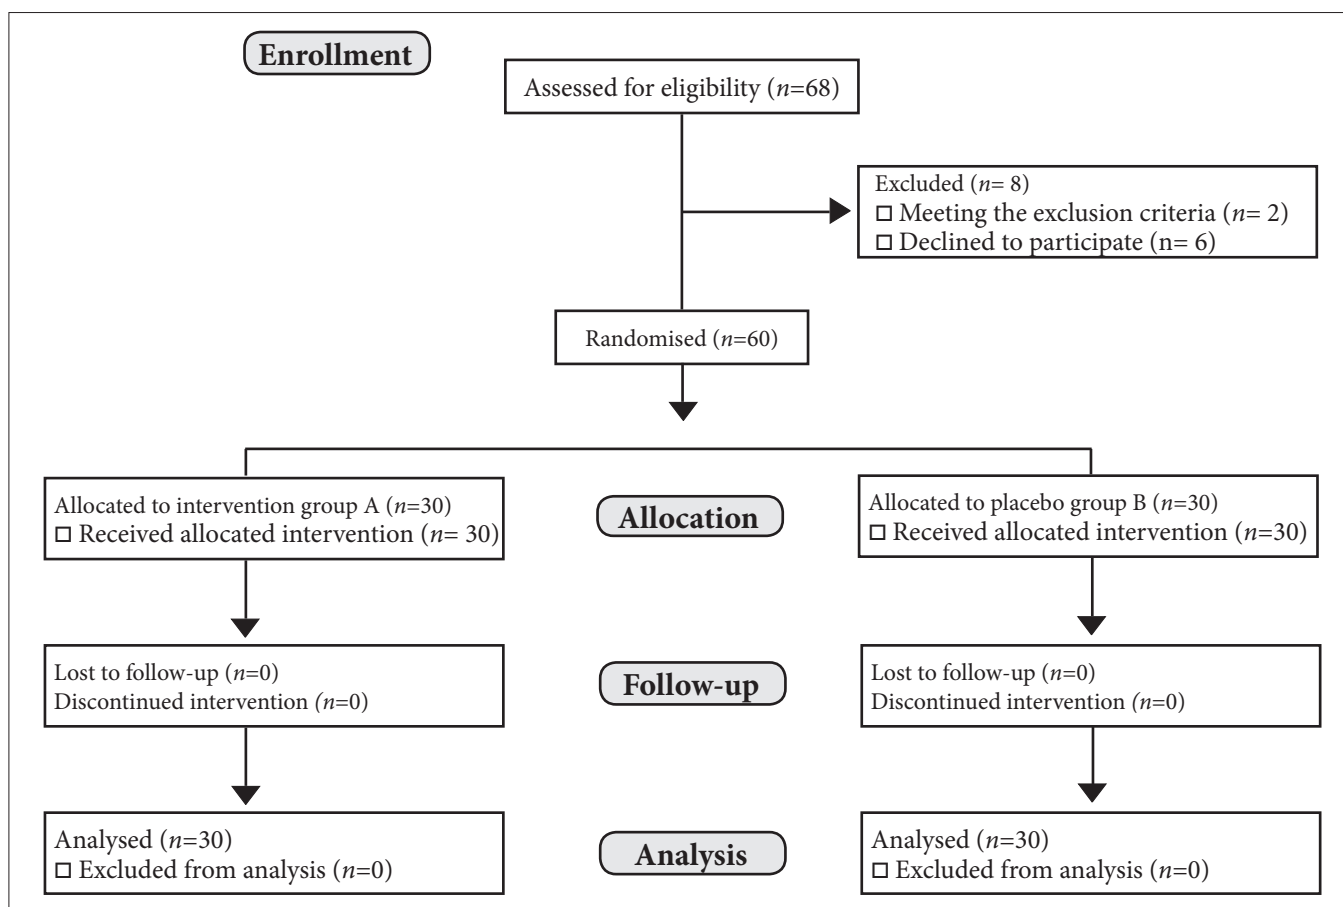 Enrollment
Assessed for eligibility (n=68)
Excluded (n= 8)
□ Meeting the exclusion criteria (n= 2)
□ Declined to participate (n= 6)
Randomised (n=60)
Allocated to intervention group A (n=30)
□ Received allocated intervention (n= 30)
Allocation
Allocated to placebo group B (n=30)
□ Received allocated intervention (n=30)
Lost to follow-up (n=0)
Discontinued intervention (n=0)
Follow-up
Lost to follow-up (n=0)
Discontinued intervention (n=0)
Analysed (n=30)
□ Excluded from analysis (n=0)
Analysis
Analysed (n=30)
□ Excluded from analysis (n=0)